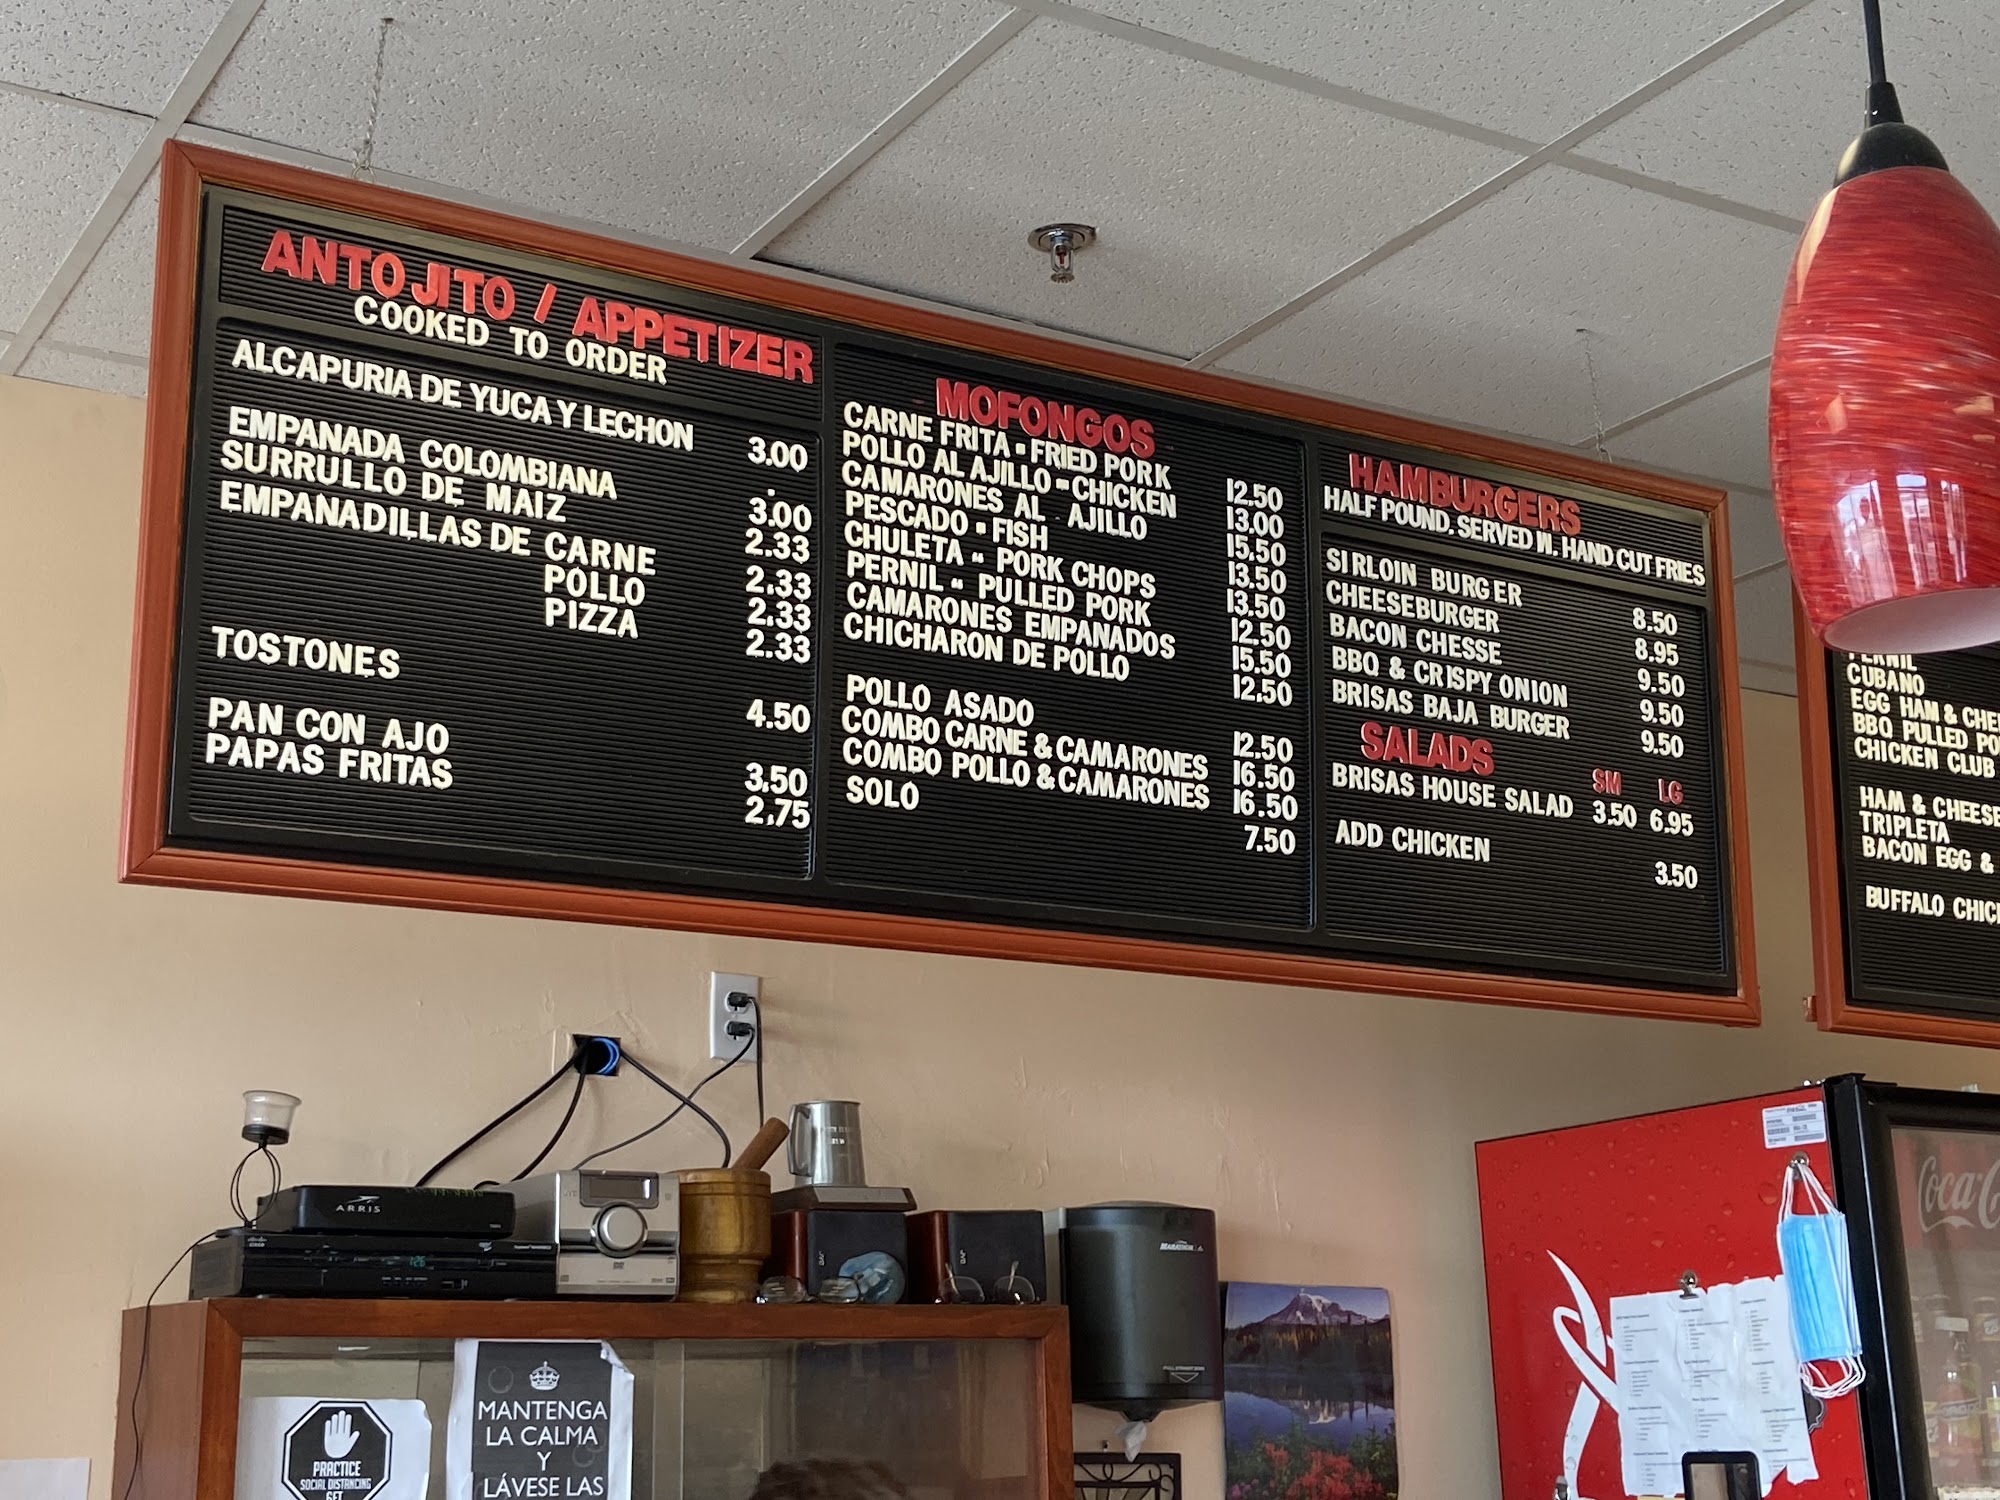 ANTOJITO / APPETIZER
COOKED TO ORDER
ALCAPURIA DE YUCA Y LECHON 3.00
EMPANADA COLOMBIANA 3.00
SURRULLO DE MAIZ 2.33
EMPANADILLAS DE CARNE 2.33
POLLO 2.33
PIZZA 2.33
TOSTONES 4.50
PAN CON AJO 3.50
PAPAS FRITAS 2.75
MOFONGOS
CARNE FRITA - FRIED PORK 12.50
POLLO AL AJILLO - CHICKEN 13.00
CAMARONES AL AJILLO 15.50
PESCADO - FISH 13.50
CHULETA - PORK CHOPS 13.50
PERNIL - PULLED PORK 12.50
CAMARONES EMPANADOS 15.50
CHICHARON DE POLLO 12.50
POLLO ASADO 12.50
COMBO CARNE & CAMARONES 16.50
COMBO POLLO & CAMARONES 16.50
SOLO 7.50
HAMBURGERS
HALF POUND, SERVED W. HAND CUT FRIES
SIRLOIN BURGER 8.50
CHEESEBURGER 8.95
BACON CHESSE 9.50
BBQ & CRISPY ONION 9.50
BRISAS BAJA BURGER 9.50
SALADS SM LG
BRISAS HOUSE SALAD 3.50 6.95
ADD CHICKEN 3.50
PERNIL
CUBANO
EGG HAM & CHE
BBQ PULLED PO
CHICKEN CLUB
HAM & CHEESE
TRIPLETA
BACON EGG &
BUFFALO CHIC
ARRIS
JVC
MARATHON
Coca-C
PRACTICE
SOCIAL DISTANCING
GET
MANTENGA
LA CALMA
Y
LÁVESE LAS